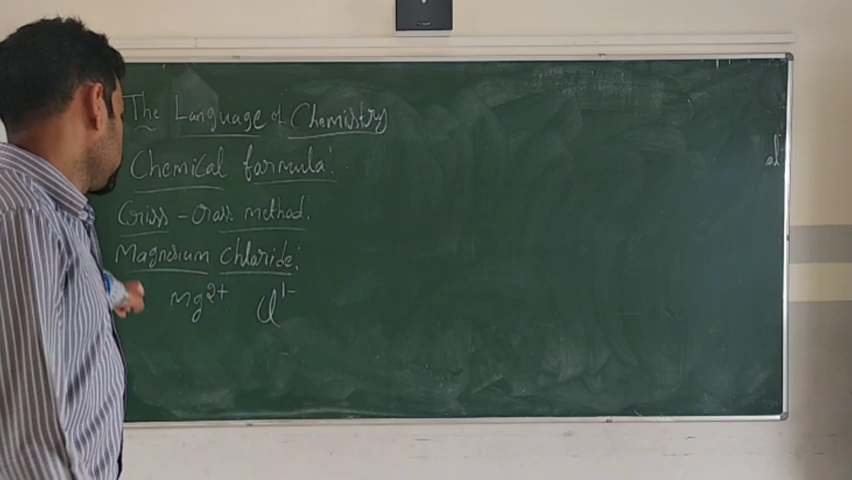 The Language of Chemistry
Chemical formula:
Criss - Cross method:
Magnesium chloride:
Mg2+ Cl1-